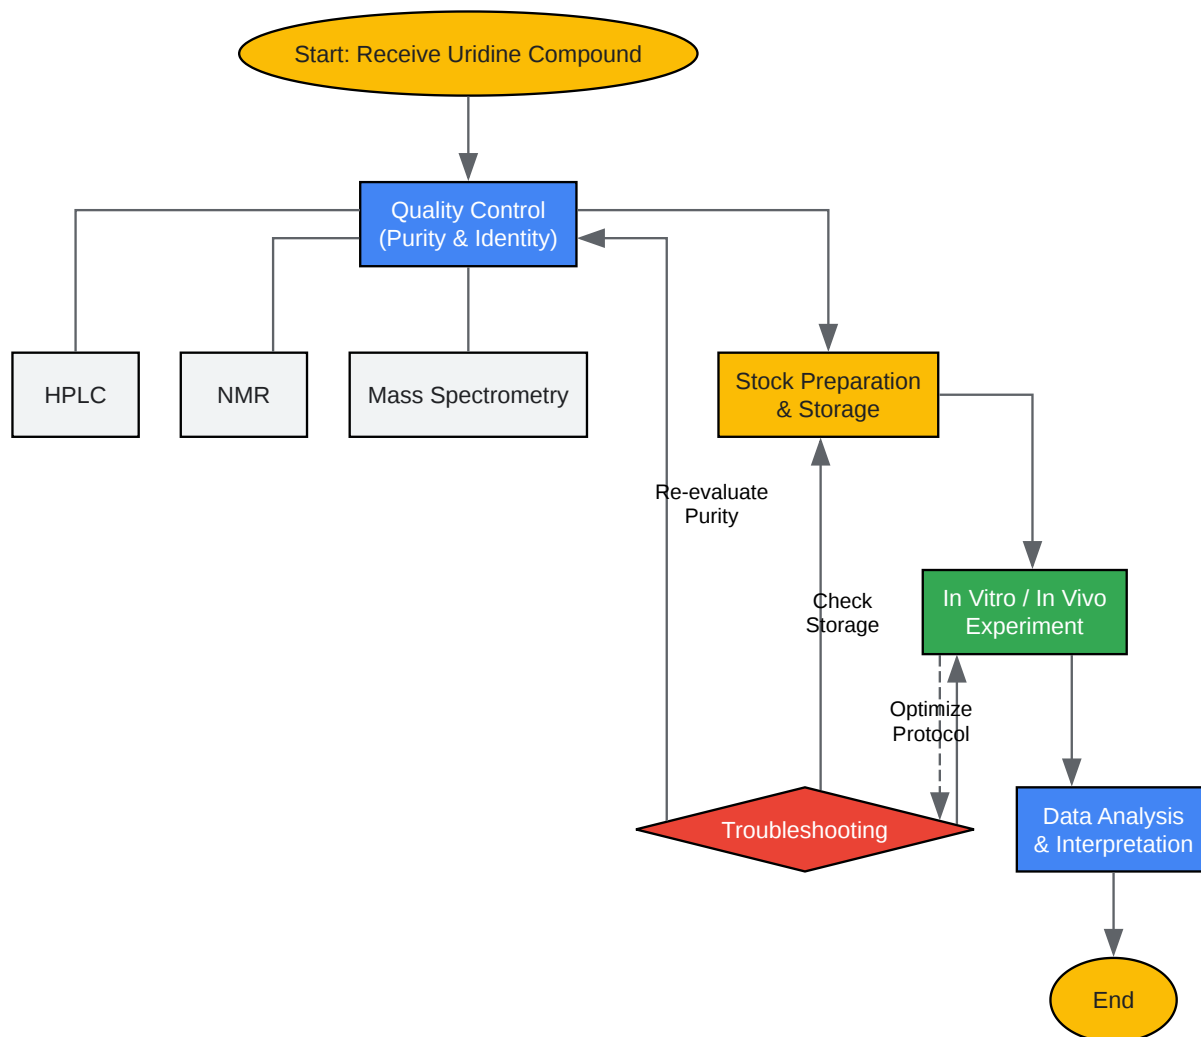 Start: Receive Uridine Compound
Quality Control
(Purity & Identity)
HPLC
NMR
Mass Spectrometry
Stock Preparation
& Storage
Re-evaluate
Purity
Check
Storage
In Vitro / In Vivo
Experiment
Optimize
Protocol
Troubleshooting
Data Analysis
& Interpretation
End